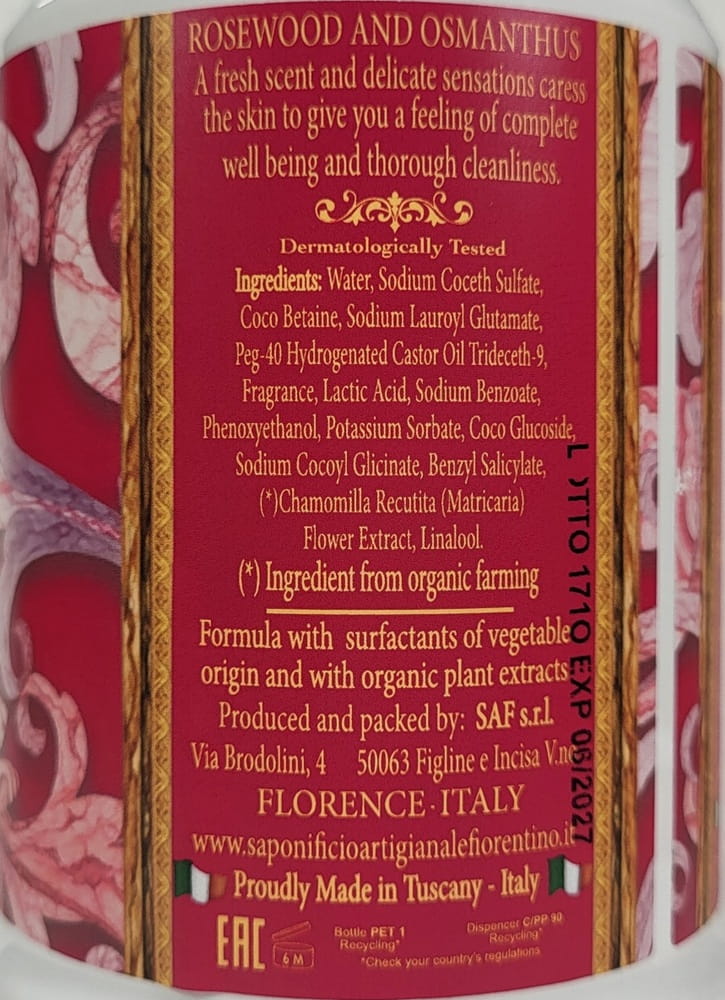 ROSEWOOD AND OSMANTHUS
A fresh scent and delicate sensations caress
the skin to give you a feeling of complete
well being and thorough cleanliness.
Dermatologically Tested
Ingredients: Water, Sodium Coceth Sulfate,
Coco Betaine, Sodium Lauroyl Glutamate,
Peg-40 Hydrogenated Castor Oil Trideceth-9,
Fragrance, Lactic Acid, Sodium Benzoate,
Phenoxyethanol, Potassium Sorbate, Coco Glucoside,
Sodium Cocoyl Glicinate, Benzyl Salicylate,
(*)Chamomilla Recutita (Matricaria)
Flower Extract, Linalool.
(*) Ingredient from organic farming
Formula with surfactants of vegetable
origin and with organic plant extracts
Produced and packed by: SAF s.r.l.
Via Brodolini, 4 50063 Figline e Incisa
FLORENCE · ITALY
www.saponificioartigianalefiorentino.it
Proudly Made in Tuscany - Italy
EAC
6 M
Bottle PET 1
Recycling*
Dispencer C/PP 90
Recycling*
*Check your country's regulations
1710 EXP 06/2027